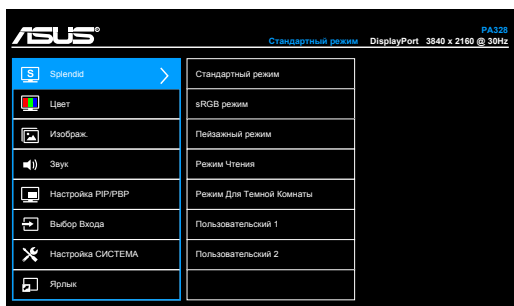 ASUS
PA328
Стандартный режим DisplayPort 3840 x 2160 @ 30Hz
S Splendid
Цвет
Изображ.
Звук
Настройка PIP/PBP
Выбор Входа
Настройка СИСТЕМА
Ярлык
Стандартный режим
sRGB режим
Пейзажный режим
Режим Чтения
Режим Для Темной Комнаты
Пользовательский 1
Пользовательский 2